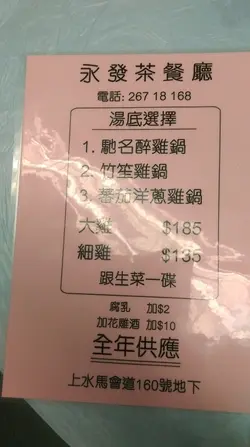 永發茶餐廳
電話: 267 18 168
湯底選擇
1. 馳名醉雞鍋
2. 竹笙雞鍋
3. 蕃茄洋蔥雞鍋
大雞 $185
細雞 $135
跟生菜一碟
腐乳 加$2
加花雕酒 加$10
全年供應
上水馬會道160號地下